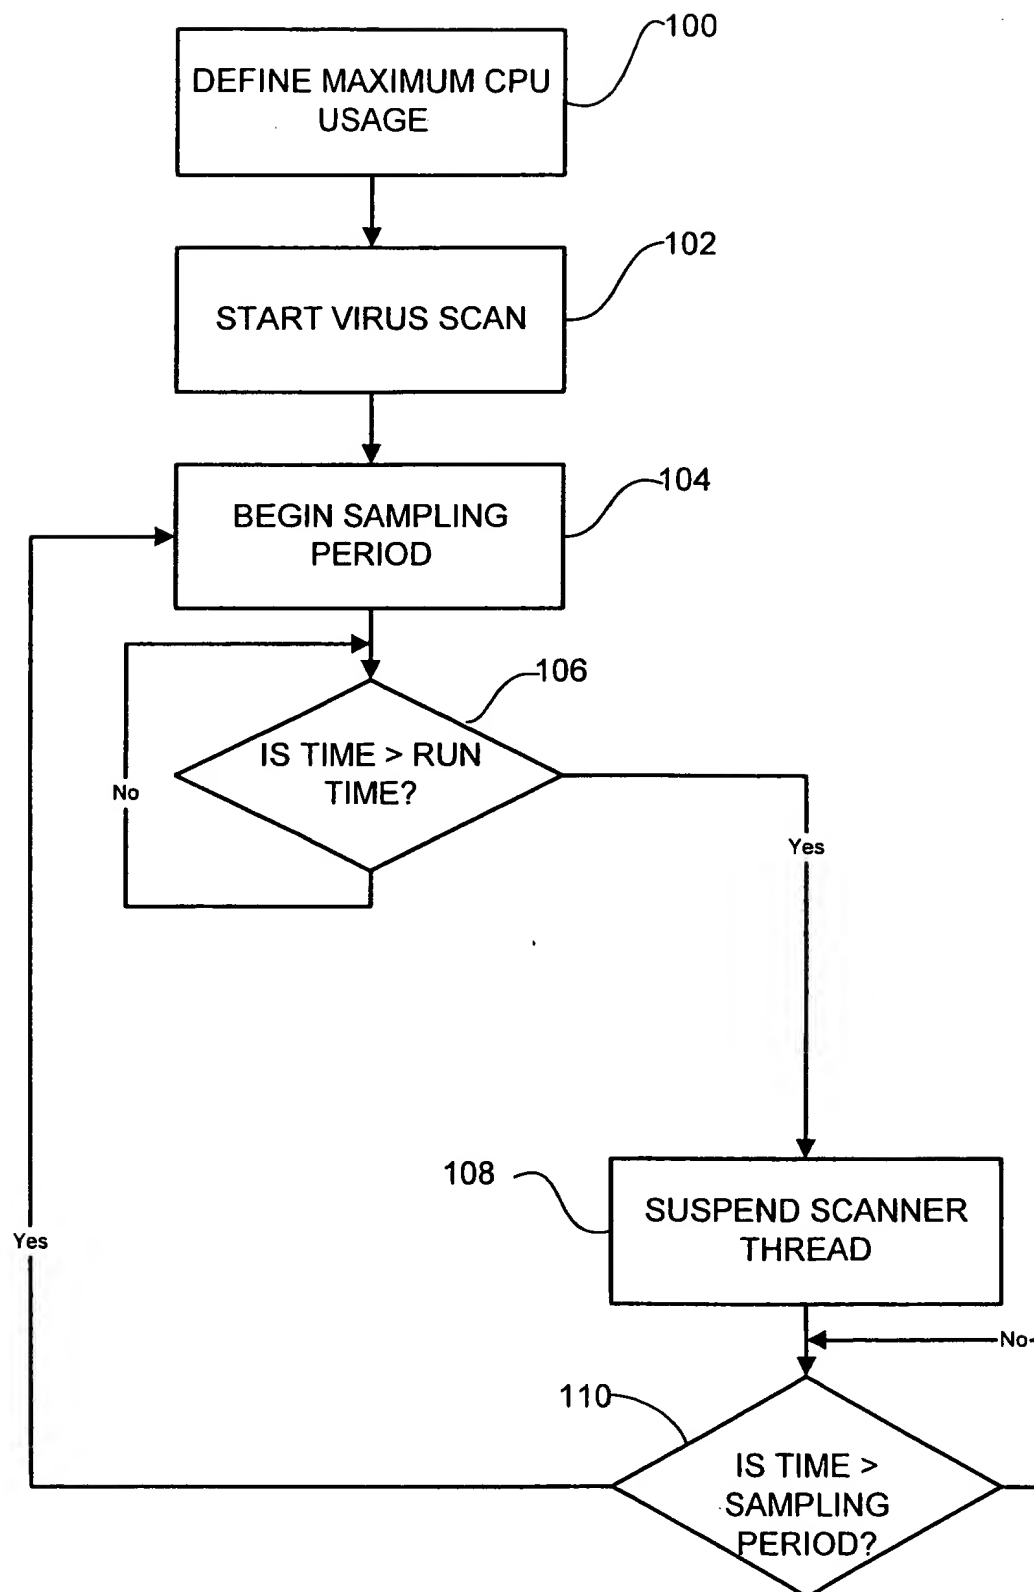 100
DEFINE MAXIMUM CPU
USAGE
102
START VIRUS SCAN
104
BEGIN SAMPLING
PERIOD
106
IS TIME > RUN
TIME?
No
Yes
108
SUSPEND SCANNER
THREAD
Yes
No
110
IS TIME >
SAMPLING
PERIOD?